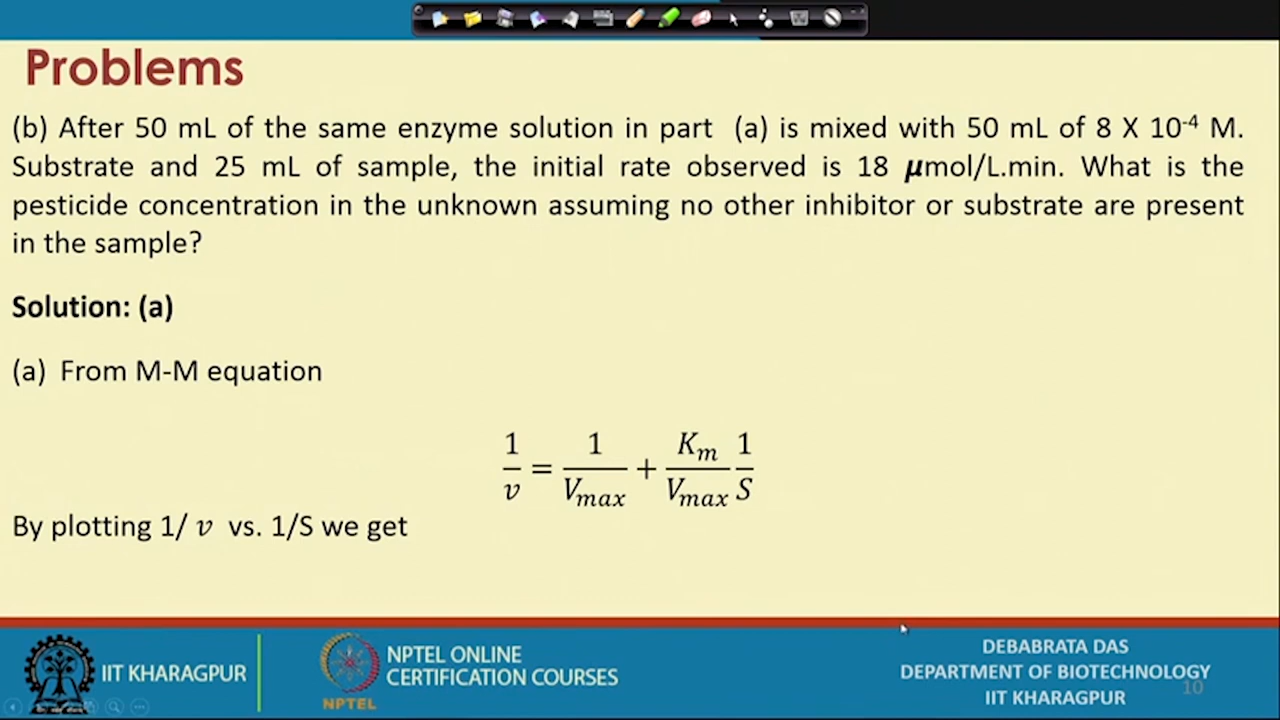 Problems
(b) After 50 mL of the same enzyme solution in part (a) is mixed with 50 mL of 8 X 10⁻⁴ M.
Substrate and 25 mL of sample, the initial rate observed is 18 μmol/L.min. What is the
pesticide concentration in the unknown assuming no other inhibitor or substrate are present
in the sample?
Solution: (a)
(a) From M-M equation
1/v = 1/Vmax + Km/Vmax 1/S
By plotting 1/ v vs. 1/S we get
IIT KHARAGPUR
NPTEL
NPTEL ONLINE
CERTIFICATION COURSES
DEBABRATA DAS
DEPARTMENT OF BIOTECHNOLOGY
IIT KHARAGPUR
10